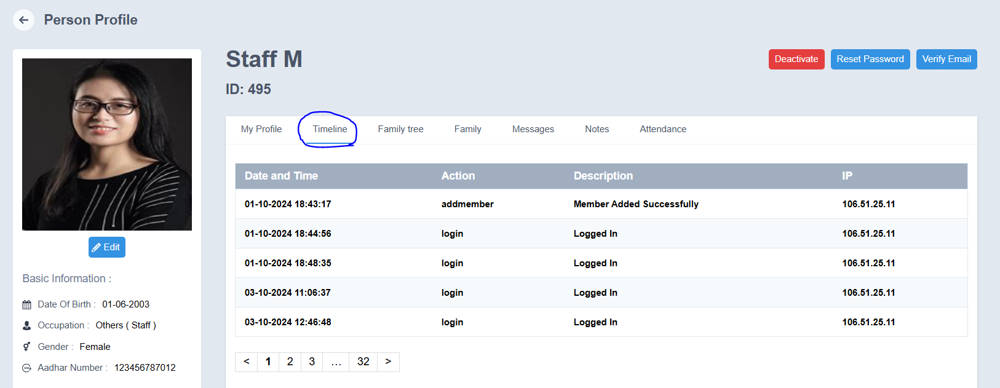 Person Profile
Staff M
ID: 495
Deactivate
Reset Password
Verify Email
My Profile
Timeline
Family tree
Family
Messages
Notes
Attendance
Date and Time Action Description IP
01-10-2024 18:43:17 addmember Member Added Successfully 106.51.25.11
01-10-2024 18:44:56 login Logged In 106.51.25.11
01-10-2024 18:48:35 login Logged In 106.51.25.11
03-10-2024 11:06:37 login Logged In 106.51.25.11
03-10-2024 12:46:48 login Logged In 106.51.25.11
< 1 2 3 ... 32 >
Edit
Basic Information :
Date Of Birth : 01-06-2003
Occupation : Others ( Staff )
Gender : Female
Aadhar Number : 123456787012